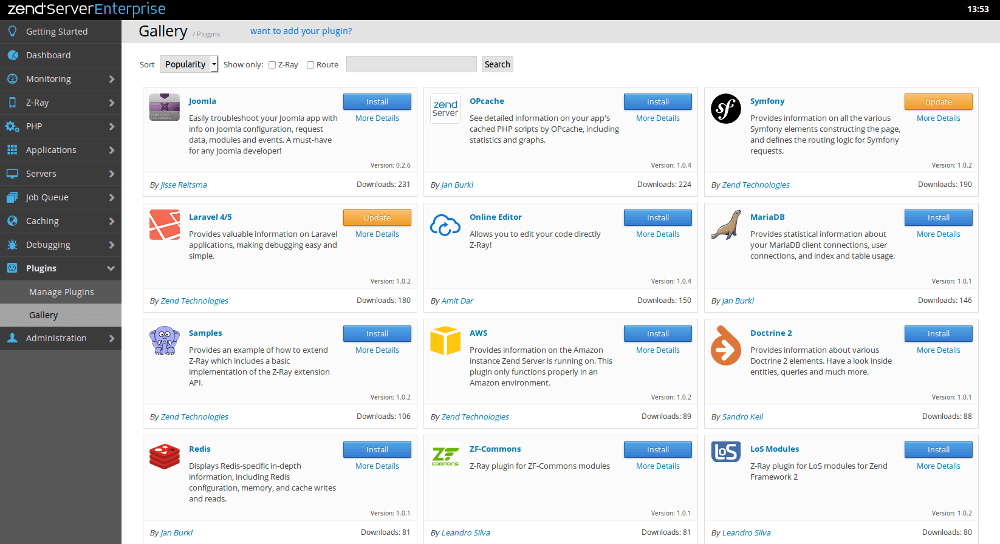 zend Server Enterprise
13:53
Getting Started
Dashboard
Monitoring
Z-Ray
PHP
Applications
Servers
Job Queue
Caching
Debugging
Plugins
Manage Plugins
Gallery
Administration
Gallery / Plugins want to add your plugin?
Sort Popularity Show only: Z-Ray Route Search
Joomla
Install
Easily troubleshoot your Joomla app with
More Details
info on Joomla configuration, request
data, modules and events. A must-have
for any Joomla developer!
Version: 0.2.6
By Jisse Reitsma
Downloads: 231
zend
server
OPcache
Install
See detailed information on your app's
More Details
cached PHP scripts by OPcache, including
statistics and graphs.
Version: 1.0.4
By Jan Burkl
Downloads: 224
Symfony
Update
Provides information on all the various
More Details
Symfony elements constructing the page,
and defines the routing logic for Symfony
requests.
Version: 1.0.2
By Zend Technologies
Downloads: 190
Laravel 4/5
Update
Provides valuable information on Laravel
More Details
applications, making debugging easy and
simple.
Version: 1.0.2
By Zend Technologies
Downloads: 180
Online Editor
Install
Allows you to edit your code directly
More Details
Z-Ray!
Version: 1.0.4
By Amit Dar
Downloads: 150
MariaDB
Install
Provides statistical information about
More Details
your MariaDB client connections, user
connections, and index and table usage.
Version: 1.0.1
By Jan Burkl
Downloads: 146
Samples
Install
Provides an example of how to extend
More Details
Z-Ray which includes a basic
implementation of the Z-Ray extension
API.
Version: 1.0.2
By Zend Technologies
Downloads: 106
AWS
Install
Provides information on the Amazon
More Details
instance Zend Server is running on. This
plugin only functions properly in an
Amazon environment.
Version: 1.0.2
By Zend Technologies
Downloads: 89
Doctrine 2
Install
Provides information about various
More Details
Doctrine 2 elements. Have a look inside
entities, queries and much more.
Version: 1.0.1
By Sandro Keil
Downloads: 88
Redis
Install
Displays Redis-specific in-depth
More Details
information, including Redis
configuration, memory, and cache writes
and reads.
Version: 1.0.1
By Jan Burkl
Downloads: 81
ZF
COMMONS
ZF-Commons
Install
Z-Ray plugin for ZF-Commons modules
More Details
Version: 1.0.1
By Leandro Silva
Downloads: 81
LoS
LoS Modules
Install
Z-Ray plugin for LoS modules for Zend
More Details
Framework 2
Version: 1.0.2
By Leandro Silva
Downloads: 80